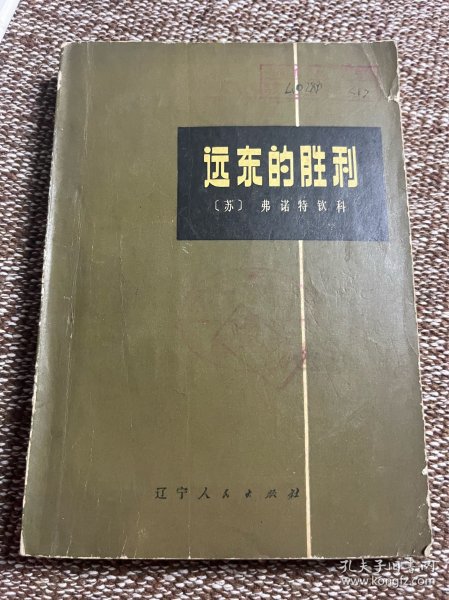 远东的胜利
〔苏〕 弗诺特钦科
辽宁人民出版社
孔夫子旧书网
www.kongfz.com